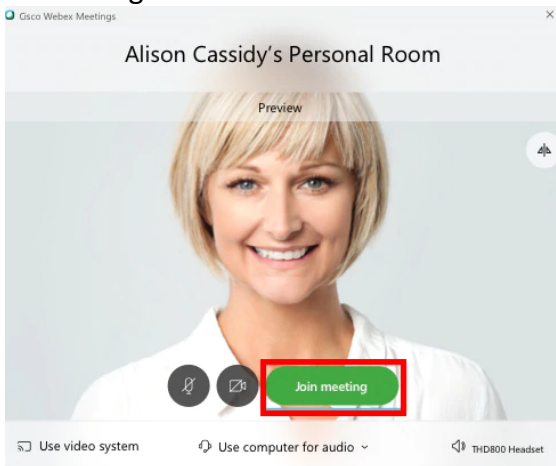 Cisco Webex Meetings
Alison Cassidy's Personal Room
Preview
Join meeting
Use video system
Use computer for audio
THD800 Headset